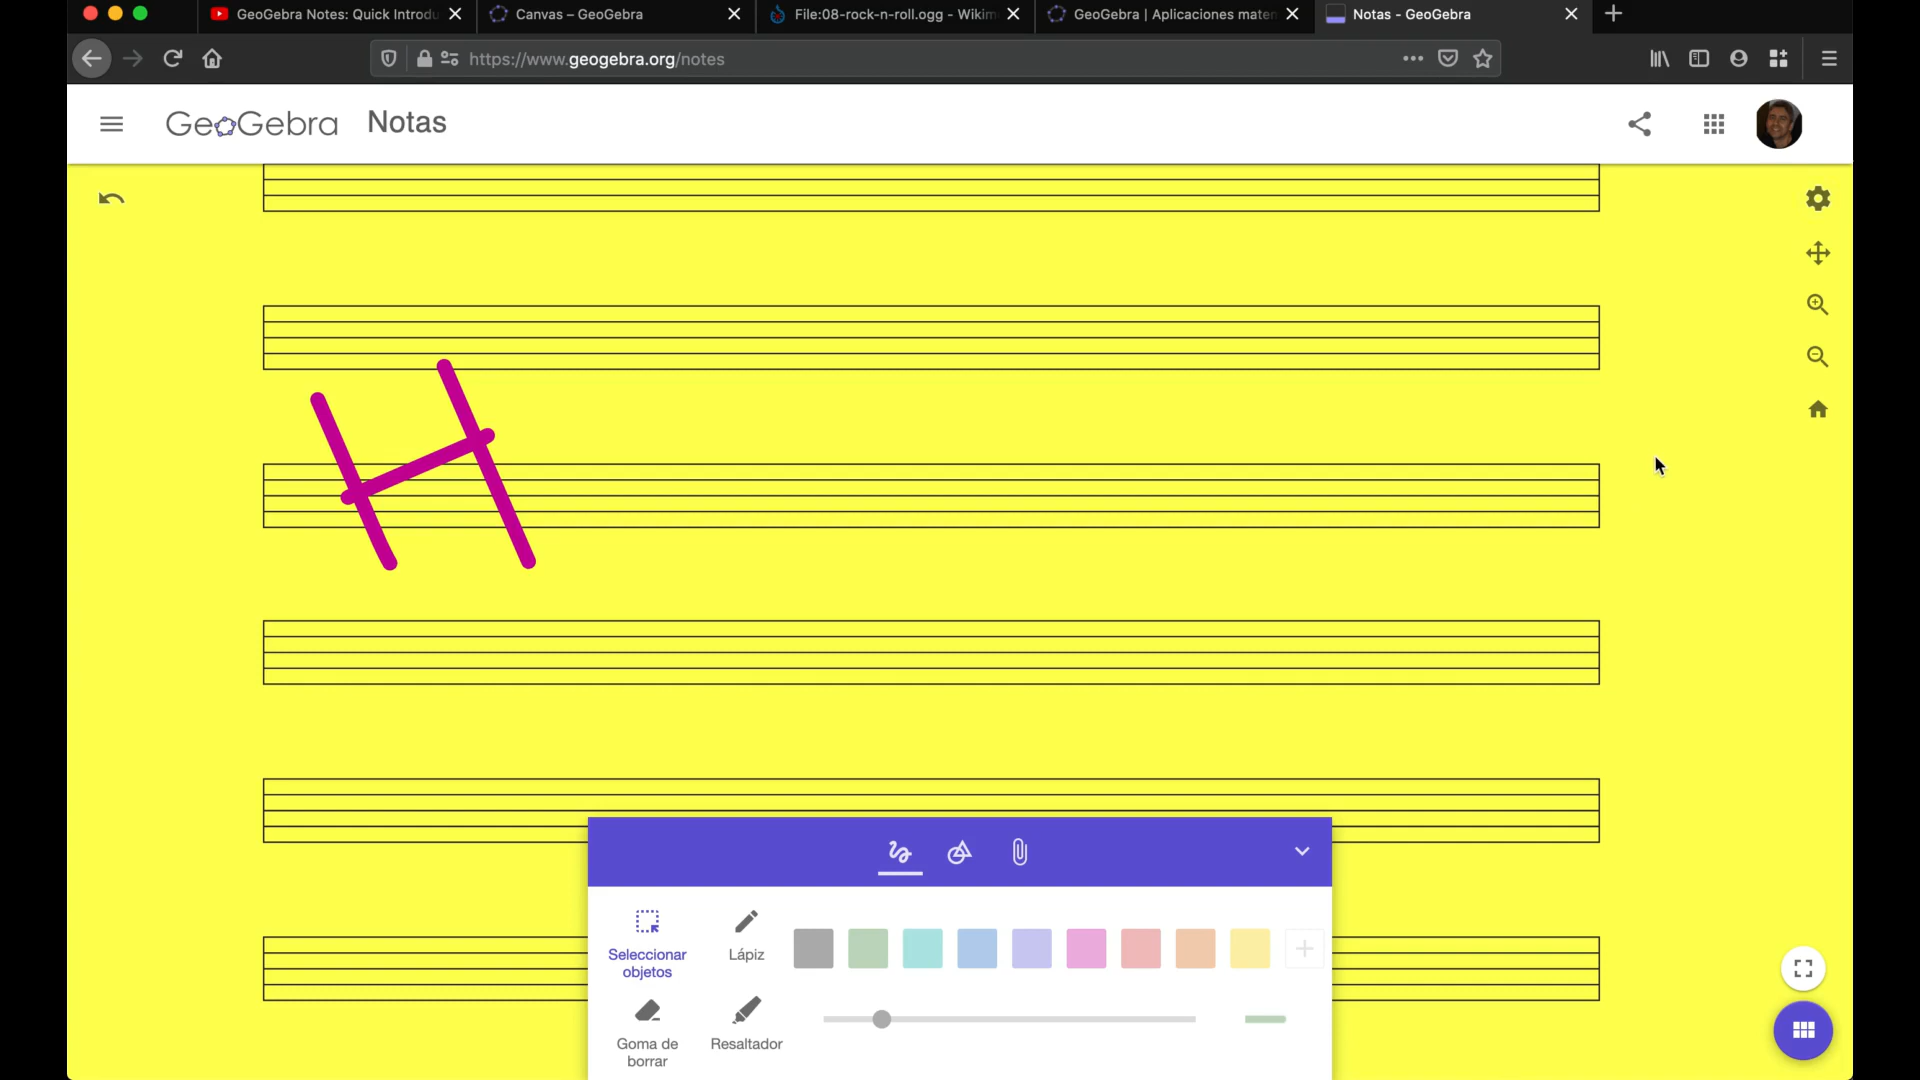 GeoGebra Notes: Quick Introdu
Canvas – GeoGebra
File:08-rock-n-roll.ogg - Wikim
GeoGebra | Aplicaciones matem
Notas - GeoGebra
https://www.geogebra.org/notes
GeoGebra Notas
H
Seleccionar objetos
Lápiz
Goma de borrar
Resaltador